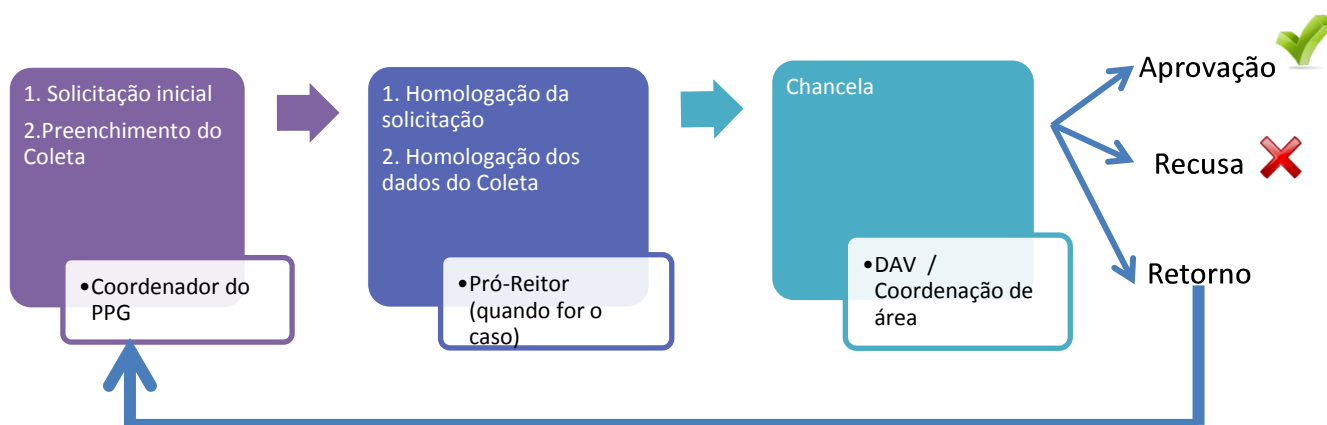 1. Solicitação inicial
2.Preenchimento do
Coleta
•Coordenador do
PPG
1. Homologação da
solicitação
2. Homologação dos
dados do Coleta
•Pró-Reitor
(quando for o
caso)
Chancela
•DAV /
Coordenação de
área
Aprovação
Recusa
Retorno